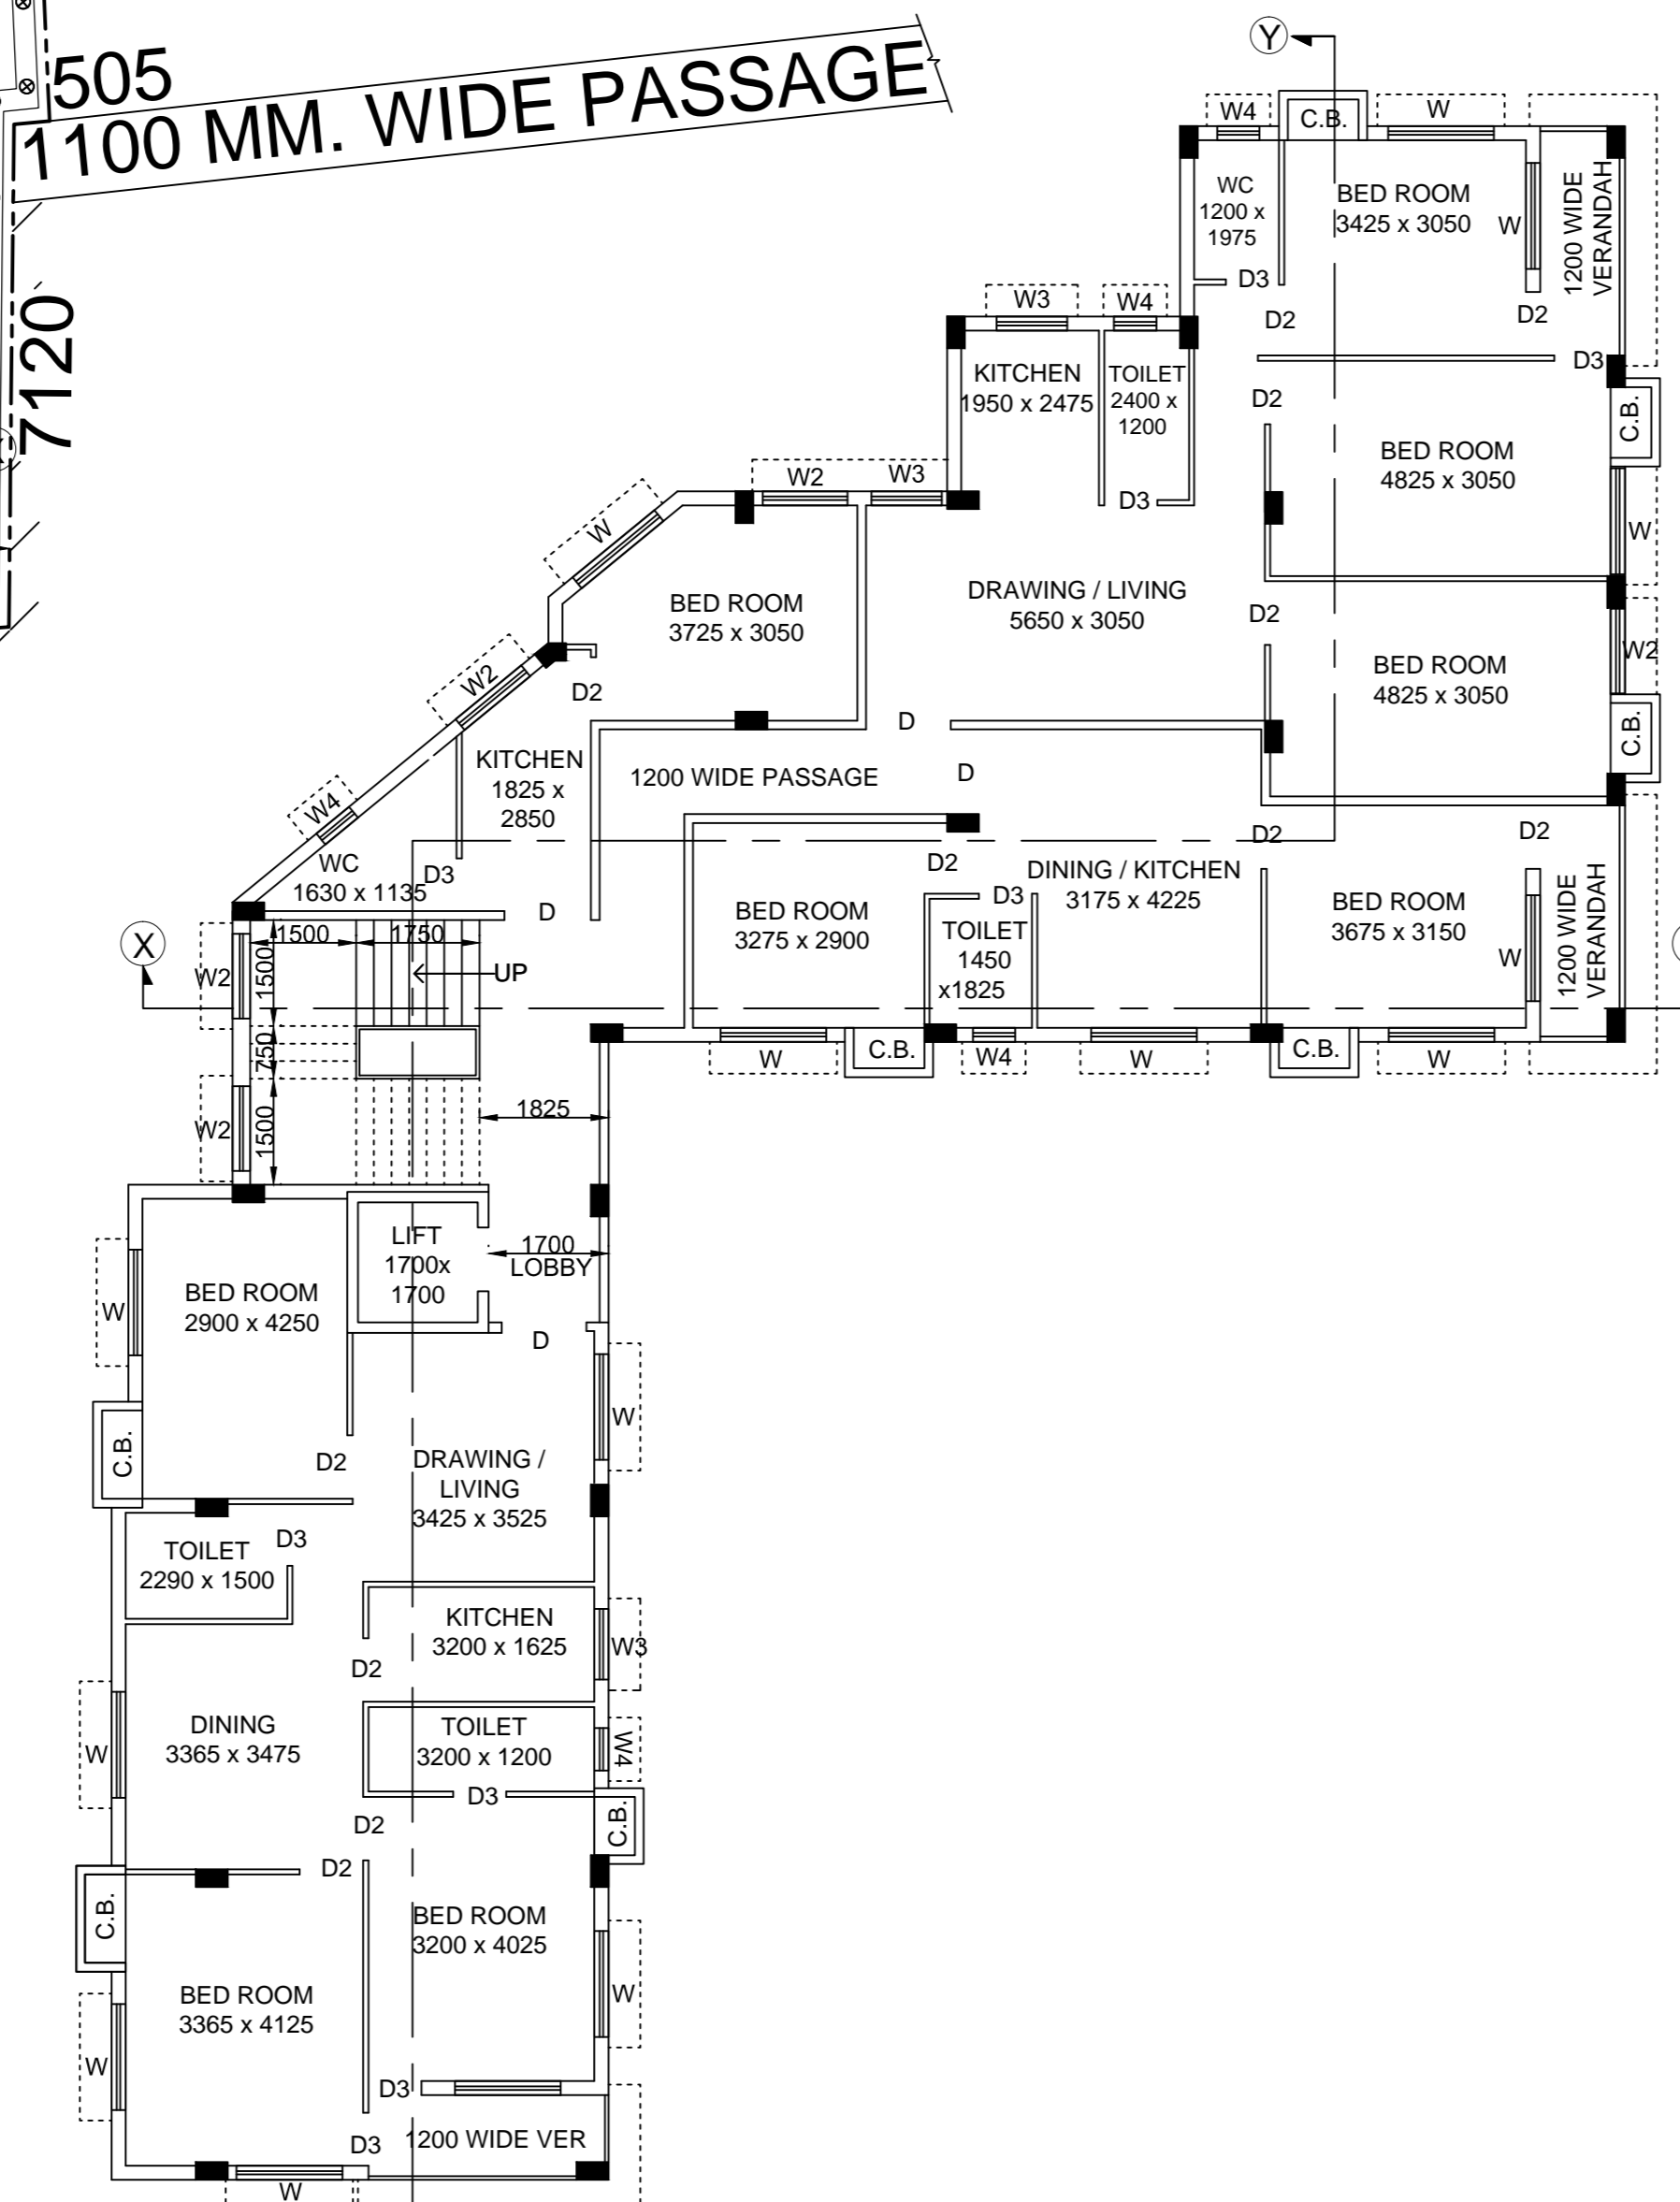 505
1100 MM. WIDE PASSAGE
7120
Y
W4
C.B.
W
WC
1200 x
1975
BED ROOM
3425 x 3050
W
1200 WIDE
VERANDAH
D3
D2
D2
D3
W3
W4
KITCHEN
1950 x 2475
TOILET
2400 x
1200
D3
D2
BED ROOM
4825 x 3050
C.B.
W
W2
W3
W
BED ROOM
3725 x 3050
DRAWING / LIVING
5650 x 3050
D2
BED ROOM
4825 x 3050
W2
C.B.
W2
D2
D
KITCHEN
1825 x
2850
1200 WIDE PASSAGE
D
W4
WC
1630 x 1135
D3
D
D2
DINING / KITCHEN
3175 x 4225
D2
D2
D3
BED ROOM
3275 x 2900
TOILET
1450
x1825
BED ROOM
3675 x 3150
W
1200 WIDE
VERANDAH
X
W2
1500
1750
1500
UP
750
W
C.B.
W4
W
C.B.
W
W2
1500
1825
LIFT
1700x
1700
1700
LOBBY
BED ROOM
2900 x 4250
W
D
W
C.B.
D2
DRAWING /
LIVING
3425 x 3525
D3
TOILET
2290 x 1500
KITCHEN
3200 x 1625
W3
D2
DINING
3365 x 3475
W
TOILET
3200 x 1200
W4
D3
C.B.
D2
D2
C.B.
BED ROOM
3200 x 4025
BED ROOM
3365 x 4125
W
W
D3
D3
1200 WIDE VER
W